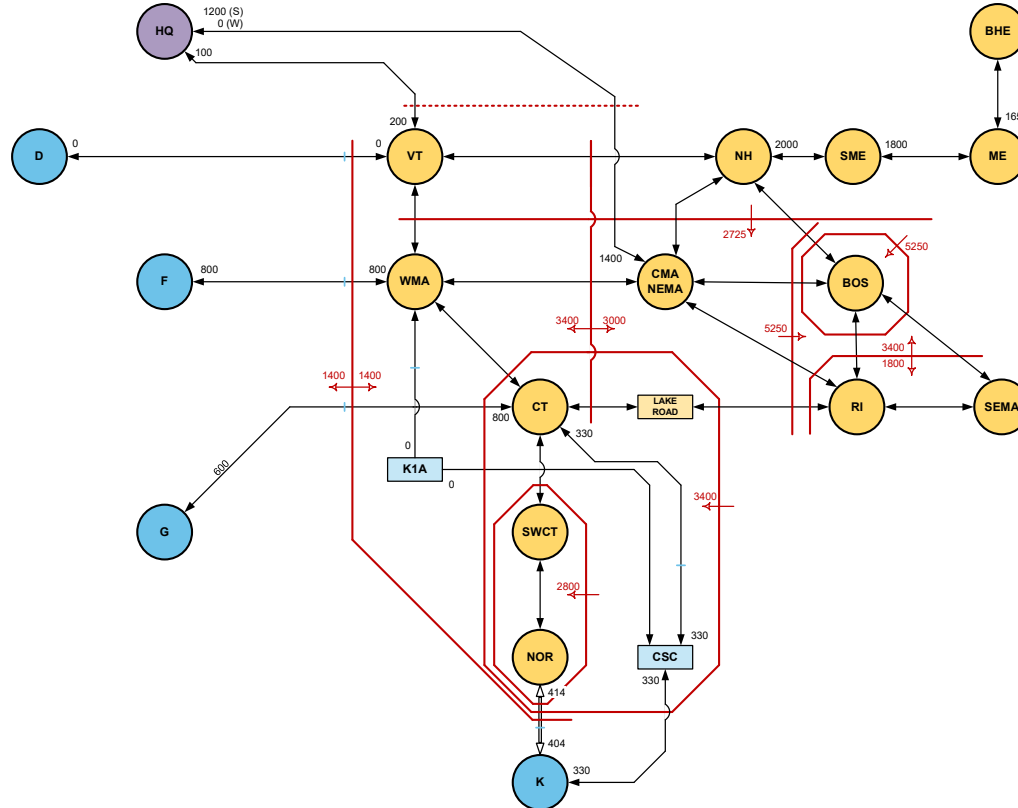 1200 (S)
0 (W)
HQ
BHE
100
165
200
0
0
D
VT
NH
2000
SME
1800
ME
2725
5250
1400
800
F
800
WMA
CMA
NEMA
BOS
3400
3000
5250
3400
1800
1400
1400
CT
LAKE
ROAD
RI
SEMA
800
330
600
0
K1A
0
3400
G
SWCT
2800
NOR
330
CSC
330
414
404
K
330